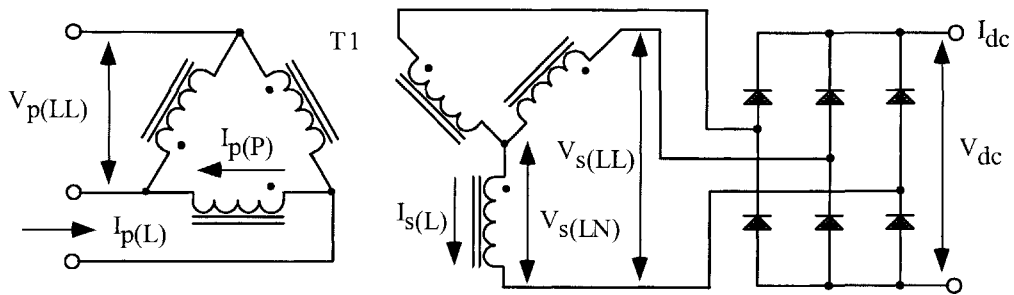 T1
I_dc
V_p(LL)
I_p(P)
V_s(LL)
V_dc
I_s(L)
V_s(LN)
I_p(L)